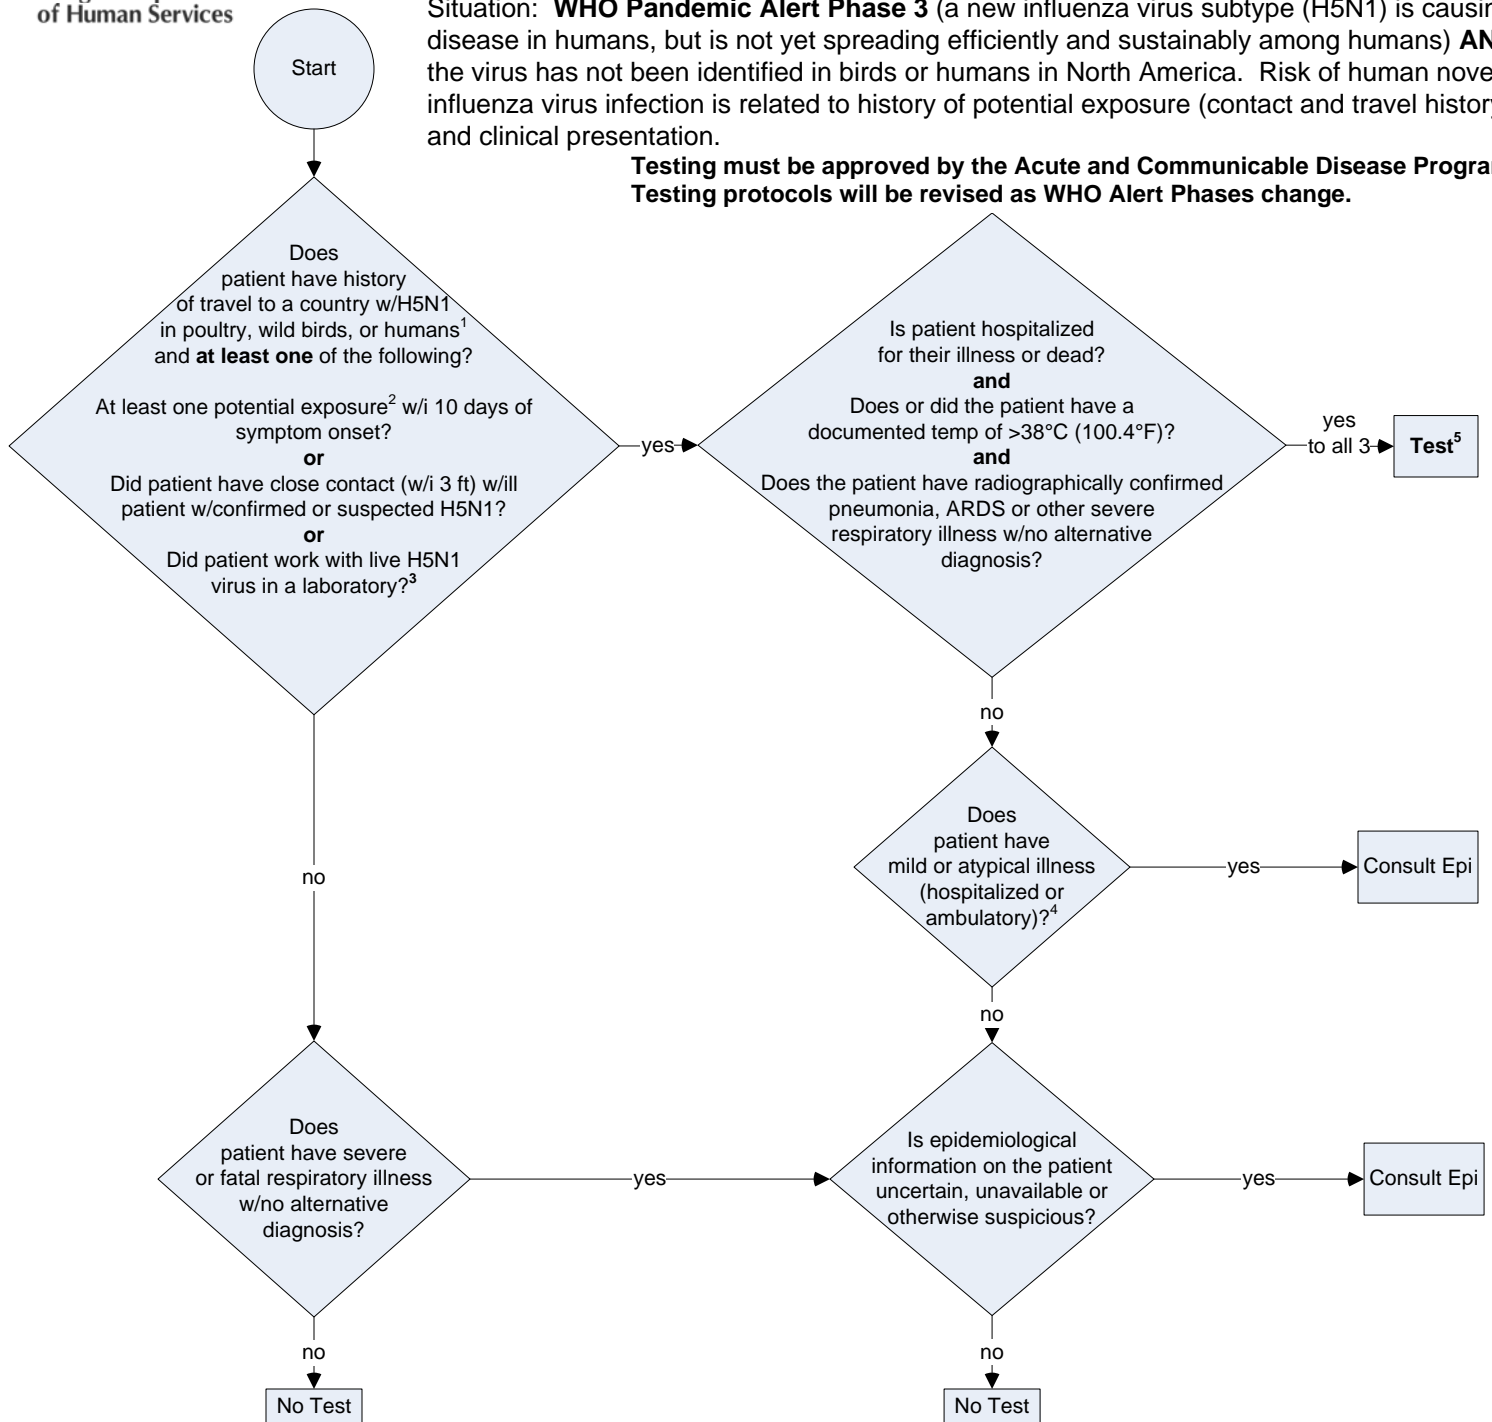 of Human Services
Situation: WHO Pandemic Alert Phase 3 (a new influenza virus subtype (H5N1) is
disease in humans, but is not yet spreading efficiently and sustainably among humans)
the virus has not been identified in birds or humans in North America. Risk of human
influenza virus infection is related to history of potential exposure (contact and travel history
and clinical presentation.
Testing must be approved by the Acute and Communicable Disease
Testing protocols will be revised as WHO Alert Phases change.
Start
Does
patient have history
of travel to a country w/H5N1
in poultry, wild birds, or humans1
and at least one of the following?
At least one potential exposure2 w/i 10 days of
symptom onset?
or
Did patient have close contact (w/i 3 ft) w/ill
patient w/confirmed or suspected H5N1?
or
Did patient work with live H5N1
virus in a laboratory?3
yes
Is patient hospitalized
for their illness or dead?
and
Does or did the patient have a
documented temp of >38°C (100.4°F)?
and
Does the patient have radiographically confirmed
pneumonia, ARDS or other severe
respiratory illness w/no alternative
diagnosis?
yes
to all 3
Test5
no
Does
patient have
mild or atypical illness
(hospitalized or
ambulatory)?4
yes
Consult Epi
no
no
Does
patient have severe
or fatal respiratory illness
w/no alternative
diagnosis?
yes
Is epidemiological
information on the patient
uncertain, unavailable or
otherwise suspicious?
yes
Consult Epi
no
No Test
no
No Test